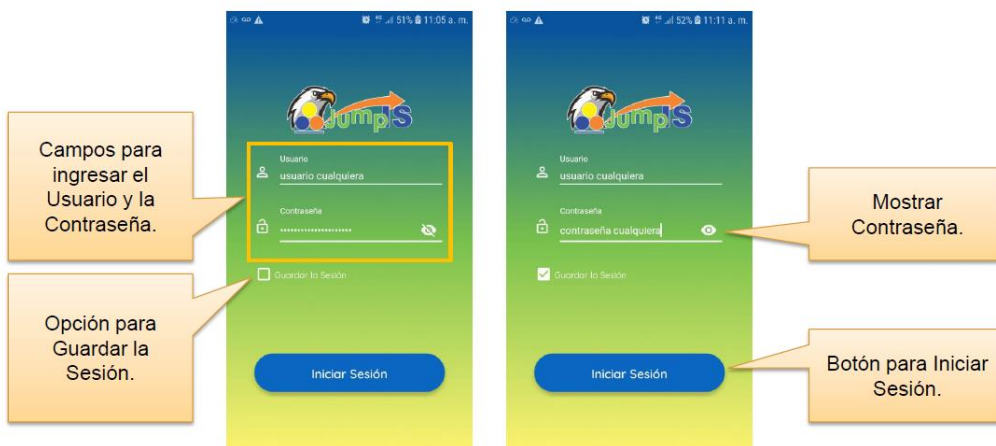 51% 11:05 a. m.
JumpIS
Usuario
usuario cualquiera
Contraseña
Guardar la Sesión
Iniciar Sesión
52% 11:11 a. m.
JumpIS
Usuario
usuario cualquiera
Contraseña
contraseña cualquiera
Guardar la Sesión
Iniciar Sesión
Campos para
ingresar el
Usuario y la
Contraseña.
Opción para
Guardar la
Sesión.
Mostrar
Contraseña.
Botón para Iniciar
Sesión.